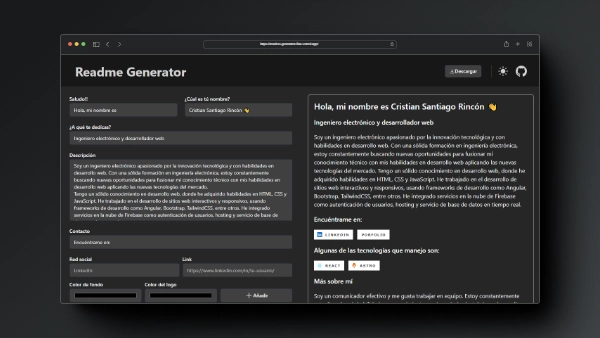 Readme Generator
Descargar
Saludo!!
¿Cual es tú nombre?
Hola, mi nombre es
Cristian Santiago Rincón 👋
¿A qué te dedicas?
Ingeniero electrónico y desarrollador web
Descripción
Soy un ingeniero electrónico apasionado por la innovación tecnológica y con habilidades en
desarrollo web. Con una sólida formación en ingeniería electrónica, estoy constantemente
buscando nuevas oportunidades para fusionar mi conocimiento técnico con mis habilidades en
desarrollo web aplicando las nuevas tecnologías del mercado.
Tengo un sólido conocimiento en desarrollo web, donde he adquirido habilidades en HTML, CSS y
JavaScript. He trabajado en el desarrollo de sitios web interactivos y responsivos, usando
frameworks de desarrollo como Angular, Bootstrap, TailwindCSS, entre otros. He integrado
servicios en la nube de Firebase como autenticación de usuarios, hosting y servicio de base de
Contacto
Encuéntrame en:
Red social
Link
LinkedIn
https://www.linkedin.com/in/tu-usuario/
Color de fondo
Color del logo
+ Añadir
Hola, mi nombre es Cristian Santiago Rincón 👋
Ingeniero electrónico y desarrollador web
Soy un ingeniero electrónico apasionado por la innovación tecnológica y con
habilidades en desarrollo web. Con una sólida formación en ingeniería electrónica,
estoy constantemente buscando nuevas oportunidades para fusionar mi
conocimiento técnico con mis habilidades en desarrollo web aplicando las nuevas
tecnologías del mercado. Tengo un sólido conocimiento en desarrollo web, donde he
adquirido habilidades en HTML, CSS y JavaScript. He trabajado en el desarrollo de
sitios web interactivos y responsivos, usando frameworks de desarrollo como Angular,
Bootstrap, TailwindCSS, entre otros. He integrado servicios en la nube de Firebase
como autenticación de usuarios, hosting y servicio de base de datos en tiempo real.
Encuéntrame en:
LINKEDIN
PORFOLIO
Algunas de las tecnologías que manejo son:
REACT
ASTRO
Más sobre mí
Soy un comunicador efectivo y me gusta trabajar en equipo. Estoy constantemente